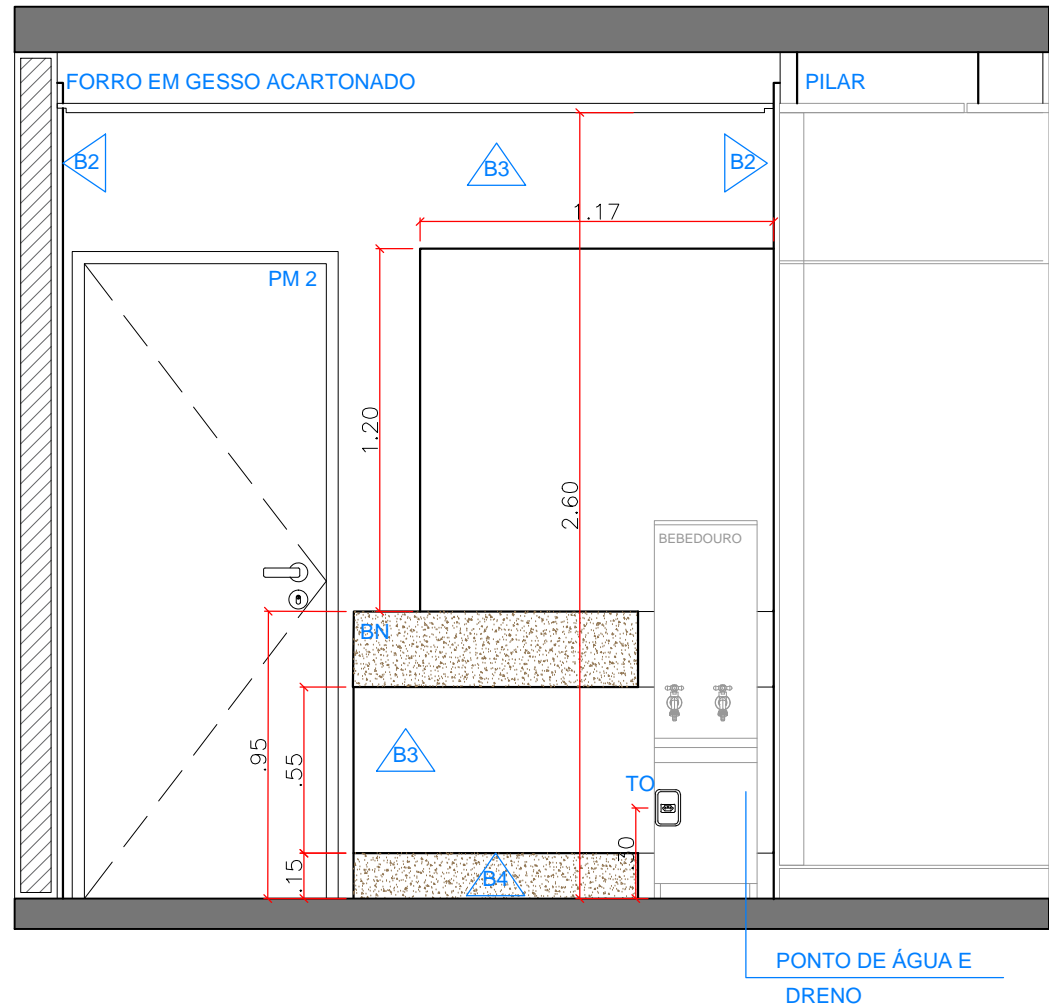 FORRO EM GESSO ACARTONADO
PILAR
B2
B3
B2
1.17
PM 2
1.20
2.60
BEBEDOURO
BN
.95
.55
B3
TO
.15
B4
PONTO DE ÁGUA E
DRENO